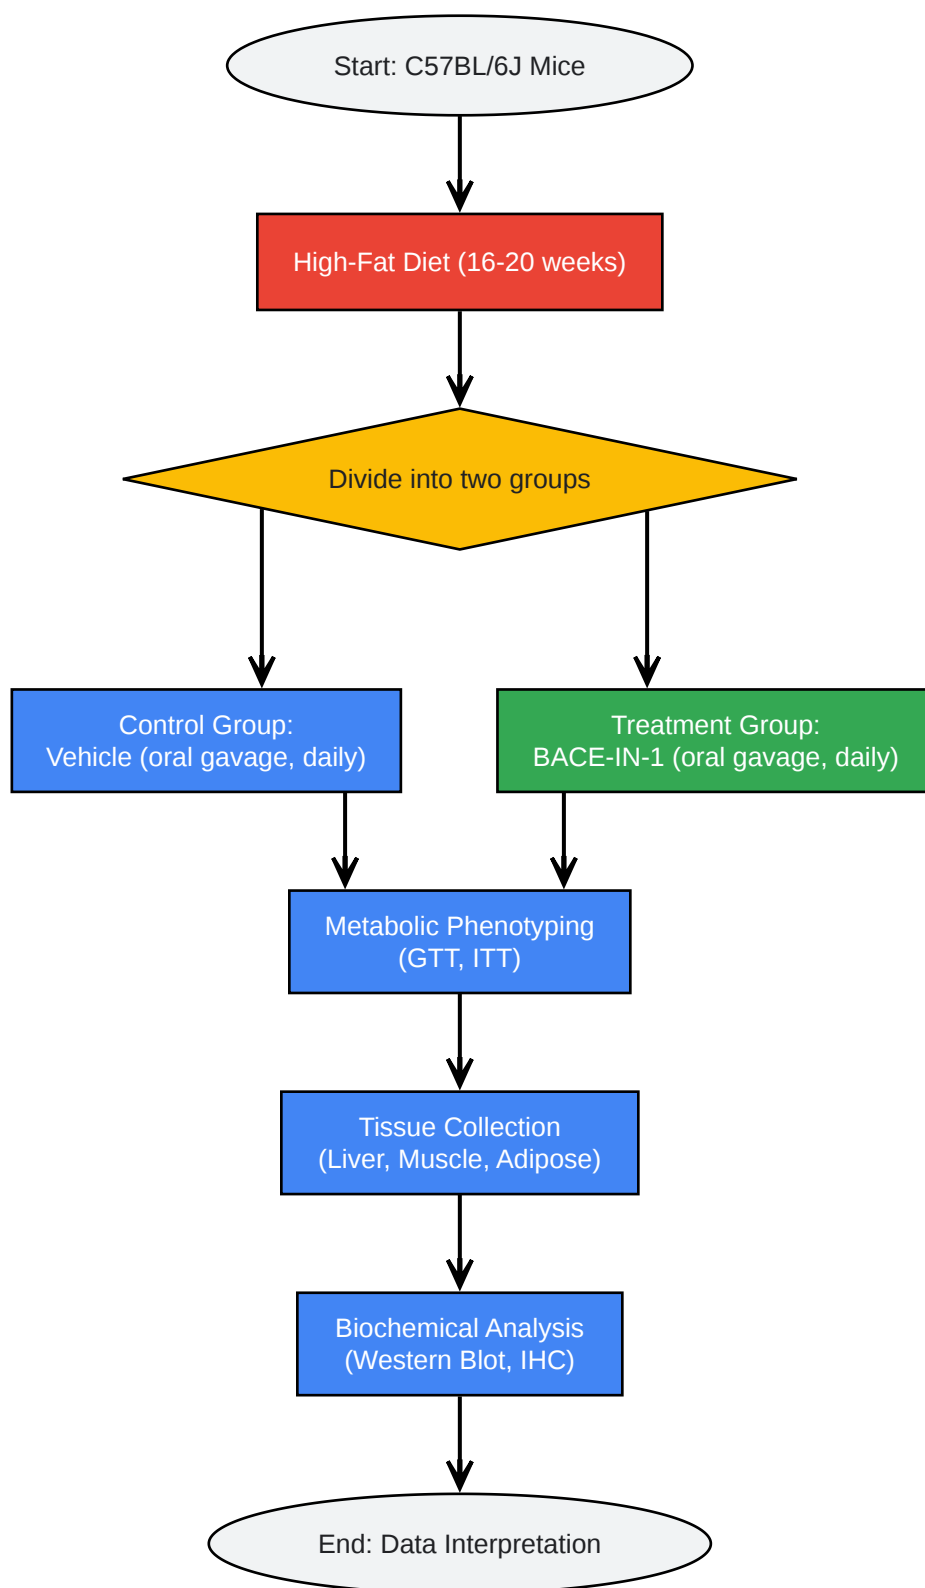 Start: C57BL/6J Mice
High-Fat Diet (16-20 weeks)
Divide into two groups
Control Group:
Vehicle (oral gavage, daily)
Treatment Group:
BACE-IN-1 (oral gavage, daily)
Metabolic Phenotyping
(GTT, ITT)
Tissue Collection
(Liver, Muscle, Adipose)
Biochemical Analysis
(Western Blot, IHC)
End: Data Interpretation